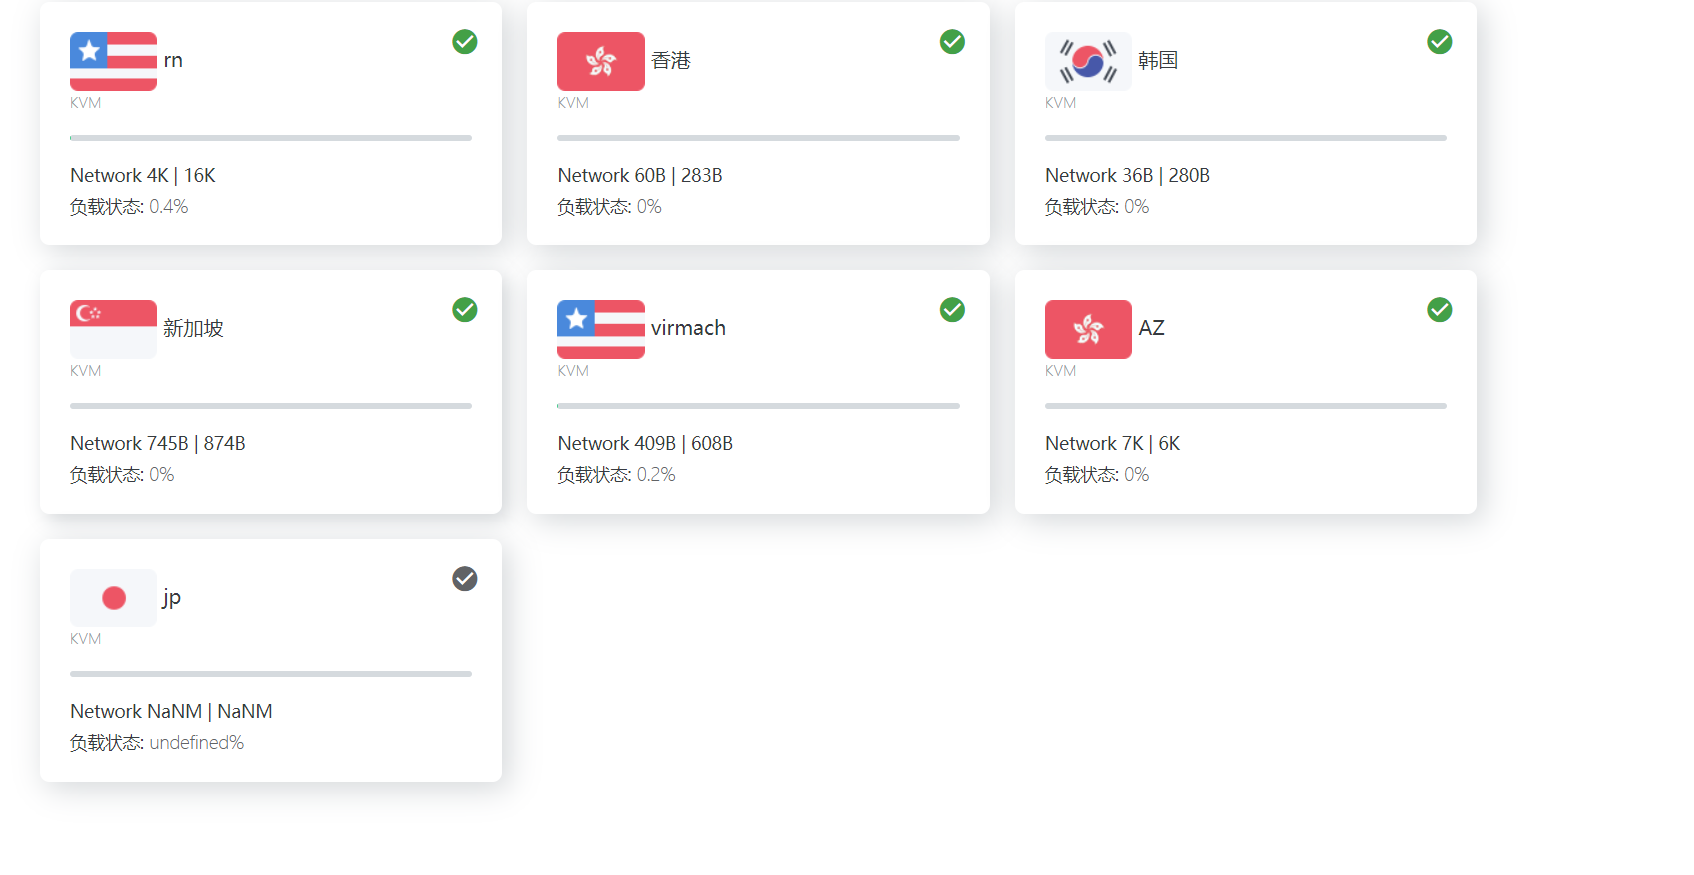 rn
KVM
Network 4K | 16K
负载状态: 0.4%
香港
KVM
Network 60B | 283B
负载状态: 0%
韩国
KVM
Network 36B | 280B
负载状态: 0%
新加坡
KVM
Network 745B | 874B
负载状态: 0%
virmach
KVM
Network 409B | 608B
负载状态: 0.2%
AZ
KVM
Network 7K | 6K
负载状态: 0%
jp
KVM
Network NaNM | NaNM
负载状态: undefined%